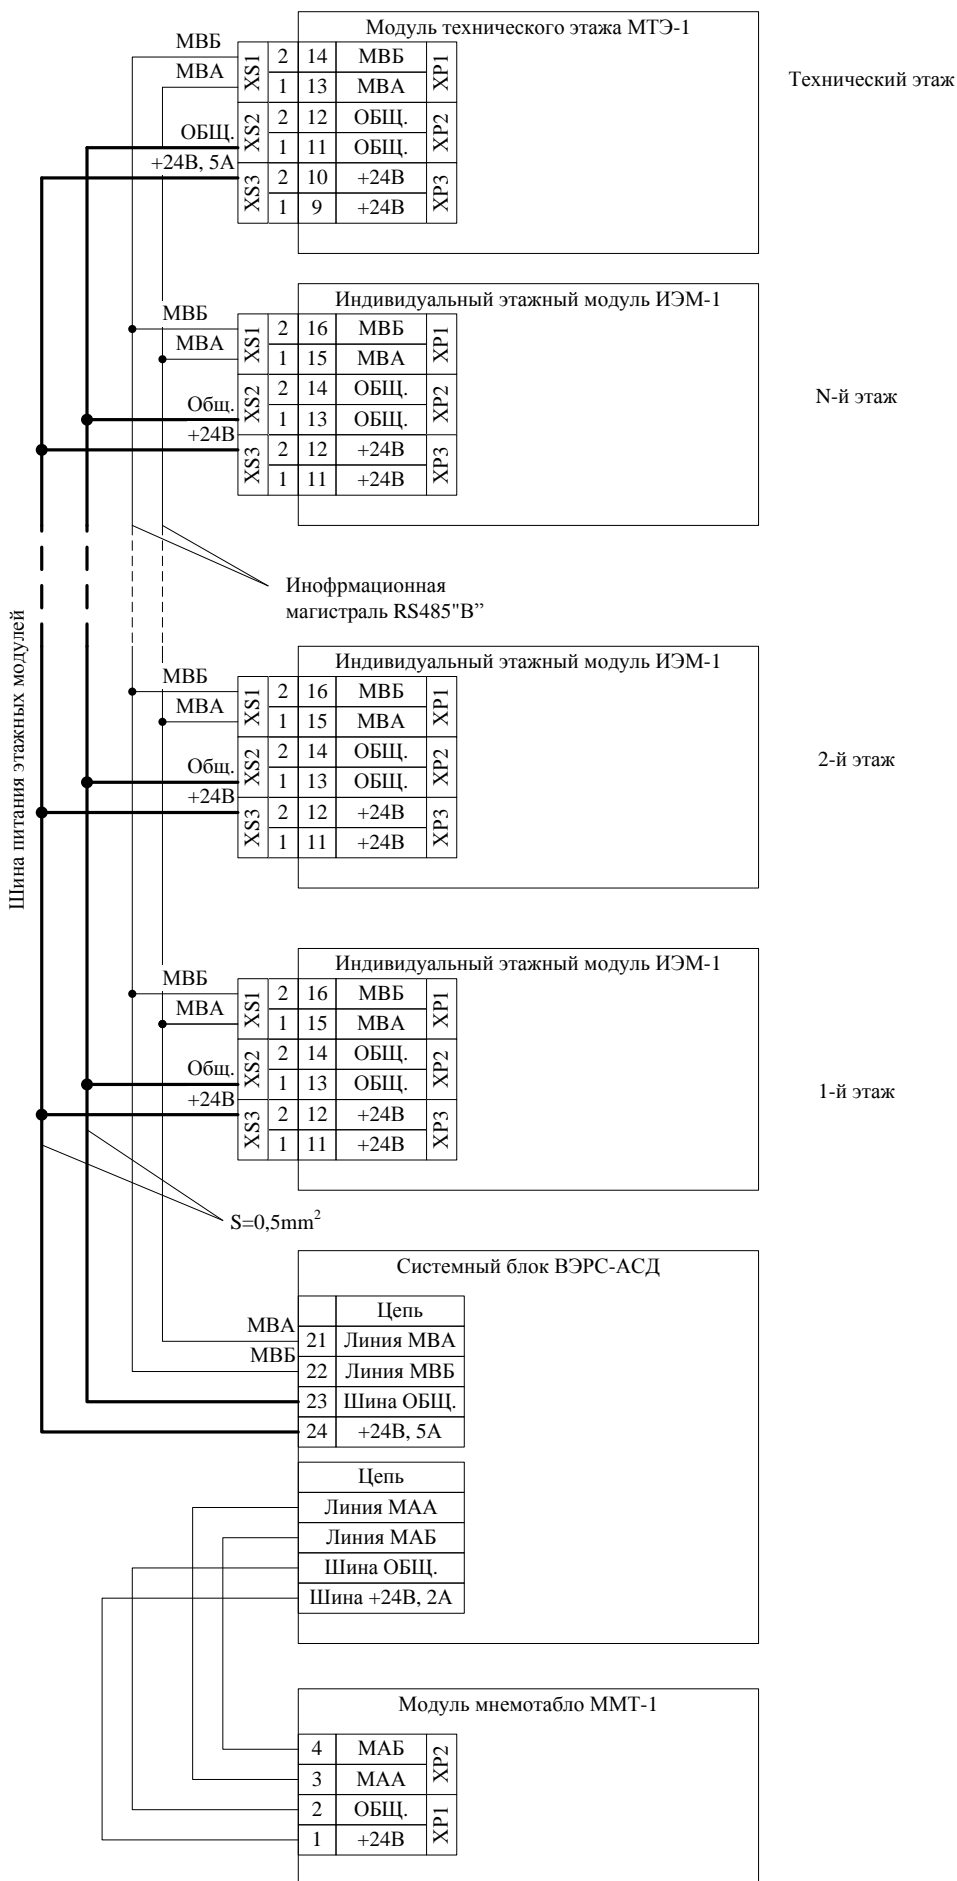 Модуль технического этажа МТЭ-1
МВБ
МВА
ОБЩ.
+24В, 5А
XS1 2 14 МВБ XP1
1 13 МВА
XS2 2 12 ОБЩ. XP2
1 11 ОБЩ.
XS3 2 10 +24В XP3
1 9 +24В
Технический этаж
Индивидуальный этажный модуль ИЭМ-1
МВБ
МВА
Общ.
+24В
XS1 2 16 МВБ XP1
1 15 МВА
XS2 2 14 ОБЩ. XP2
1 13 ОБЩ.
XS3 2 12 +24В XP3
1 11 +24В
N-й этаж
Инофрмационная
магистраль RS485"В”
Шина питания этажных модулей
Индивидуальный этажный модуль ИЭМ-1
МВБ
МВА
Общ.
+24В
XS1 2 16 МВБ XP1
1 15 МВА
XS2 2 14 ОБЩ. XP2
1 13 ОБЩ.
XS3 2 12 +24В XP3
1 11 +24В
2-й этаж
Индивидуальный этажный модуль ИЭМ-1
МВБ
МВА
Общ.
+24В
XS1 2 16 МВБ XP1
1 15 МВА
XS2 2 14 ОБЩ. XP2
1 13 ОБЩ.
XS3 2 12 +24В XP3
1 11 +24В
1-й этаж
S=0,5mm²
Системный блок ВЭРС-АСД
Цепь
МВА 21 Линия МВА
МВБ 22 Линия МВБ
23 Шина ОБЩ.
24 +24В, 5А
Цепь
Линия МАА
Линия МАБ
Шина ОБЩ.
Шина +24В, 2А
Модуль мнемотабло ММТ-1
4 МАБ XP2
3 МАА
2 ОБЩ. XP1
1 +24В